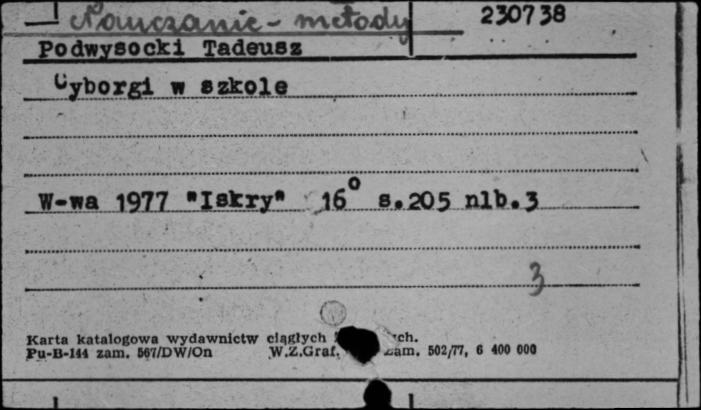 Nauczanie - metody 230738
Podwysocki Tadeusz
Cyborgi w szkole
W-wa 1977 "Iskry" 16° s.205 nlb.3
3
Karta katalogowa wydawnictw ciągłych
Pu-B-144 zam. 567/DW/On W.Z.Graf. zam. 502/77, 6 400 000